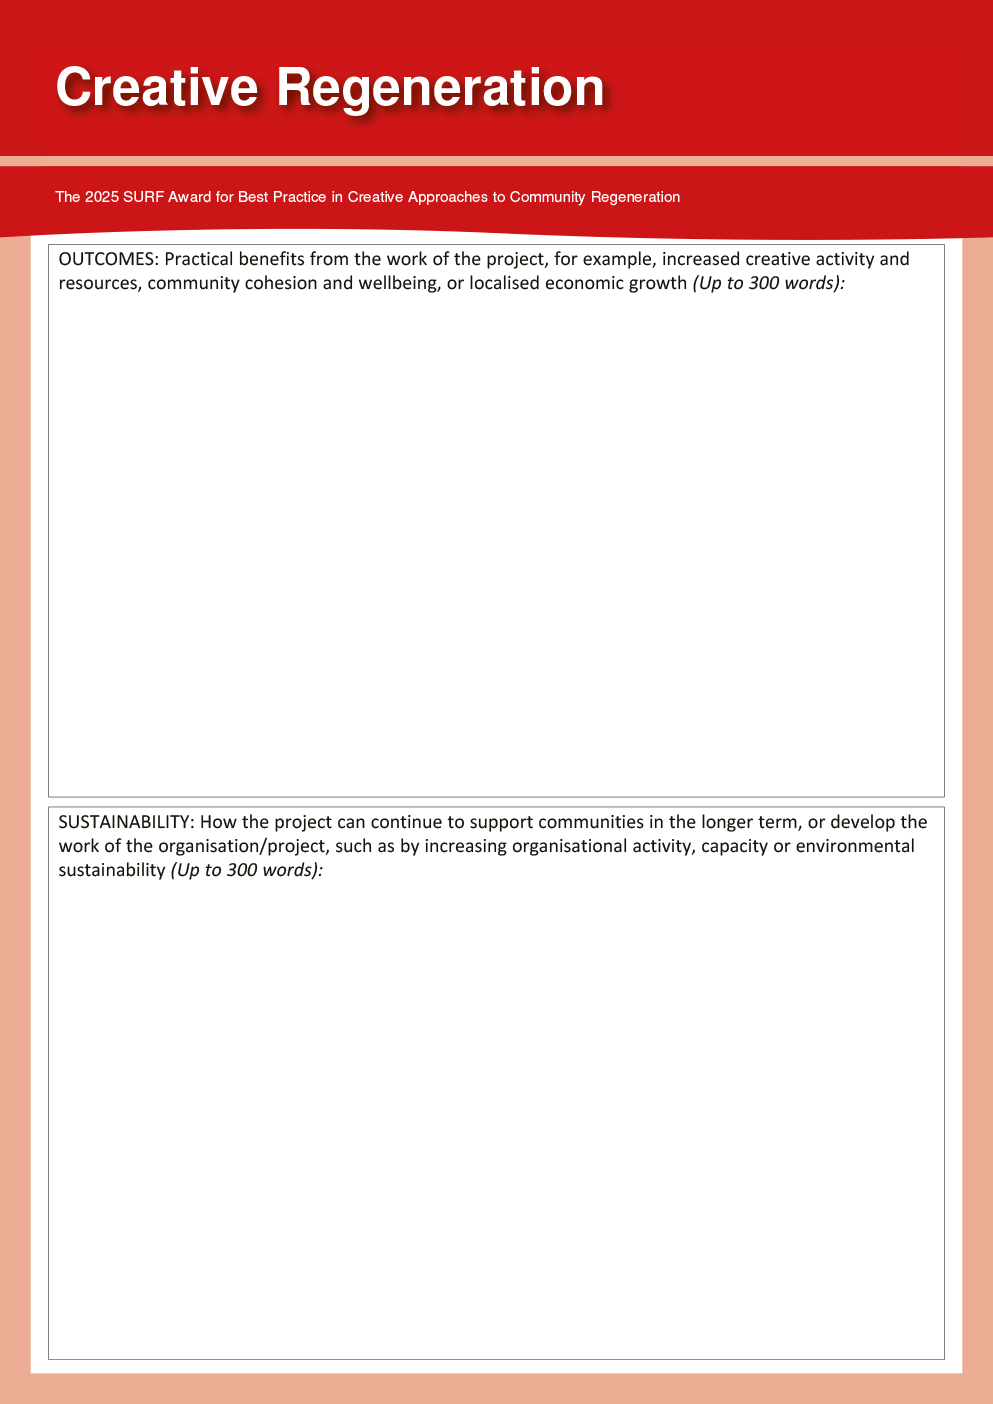 Creative Regeneration
The 2025 SURF Award for Best Practice in Creative Approaches to Community Regeneration
OUTCOMES: Practical benefits from the work of the project, for example, increased creative activity and
resources, community cohesion and wellbeing, or localised economic growth (Up to 300 words):
SUSTAINABILITY: How the project can continue to support communities in the longer term, or develop the
work of the organisation/project, such as by increasing organisational activity, capacity or environmental
sustainability (Up to 300 words):